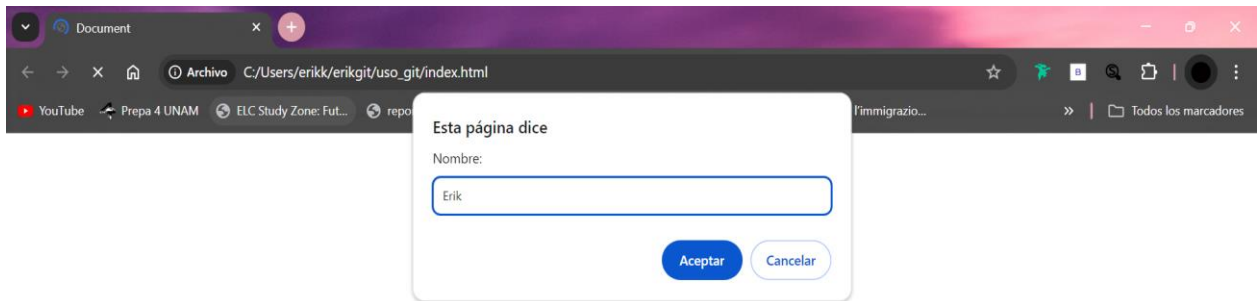 Document
Archivo C:/Users/erikk/erikgit/uso_git/index.html
YouTube Prepa 4 UNAM ELC Study Zone: Fut... l'immigrazio... » Todos los marcadores
Esta página dice
Nombre:
Erik
Aceptar Cancelar